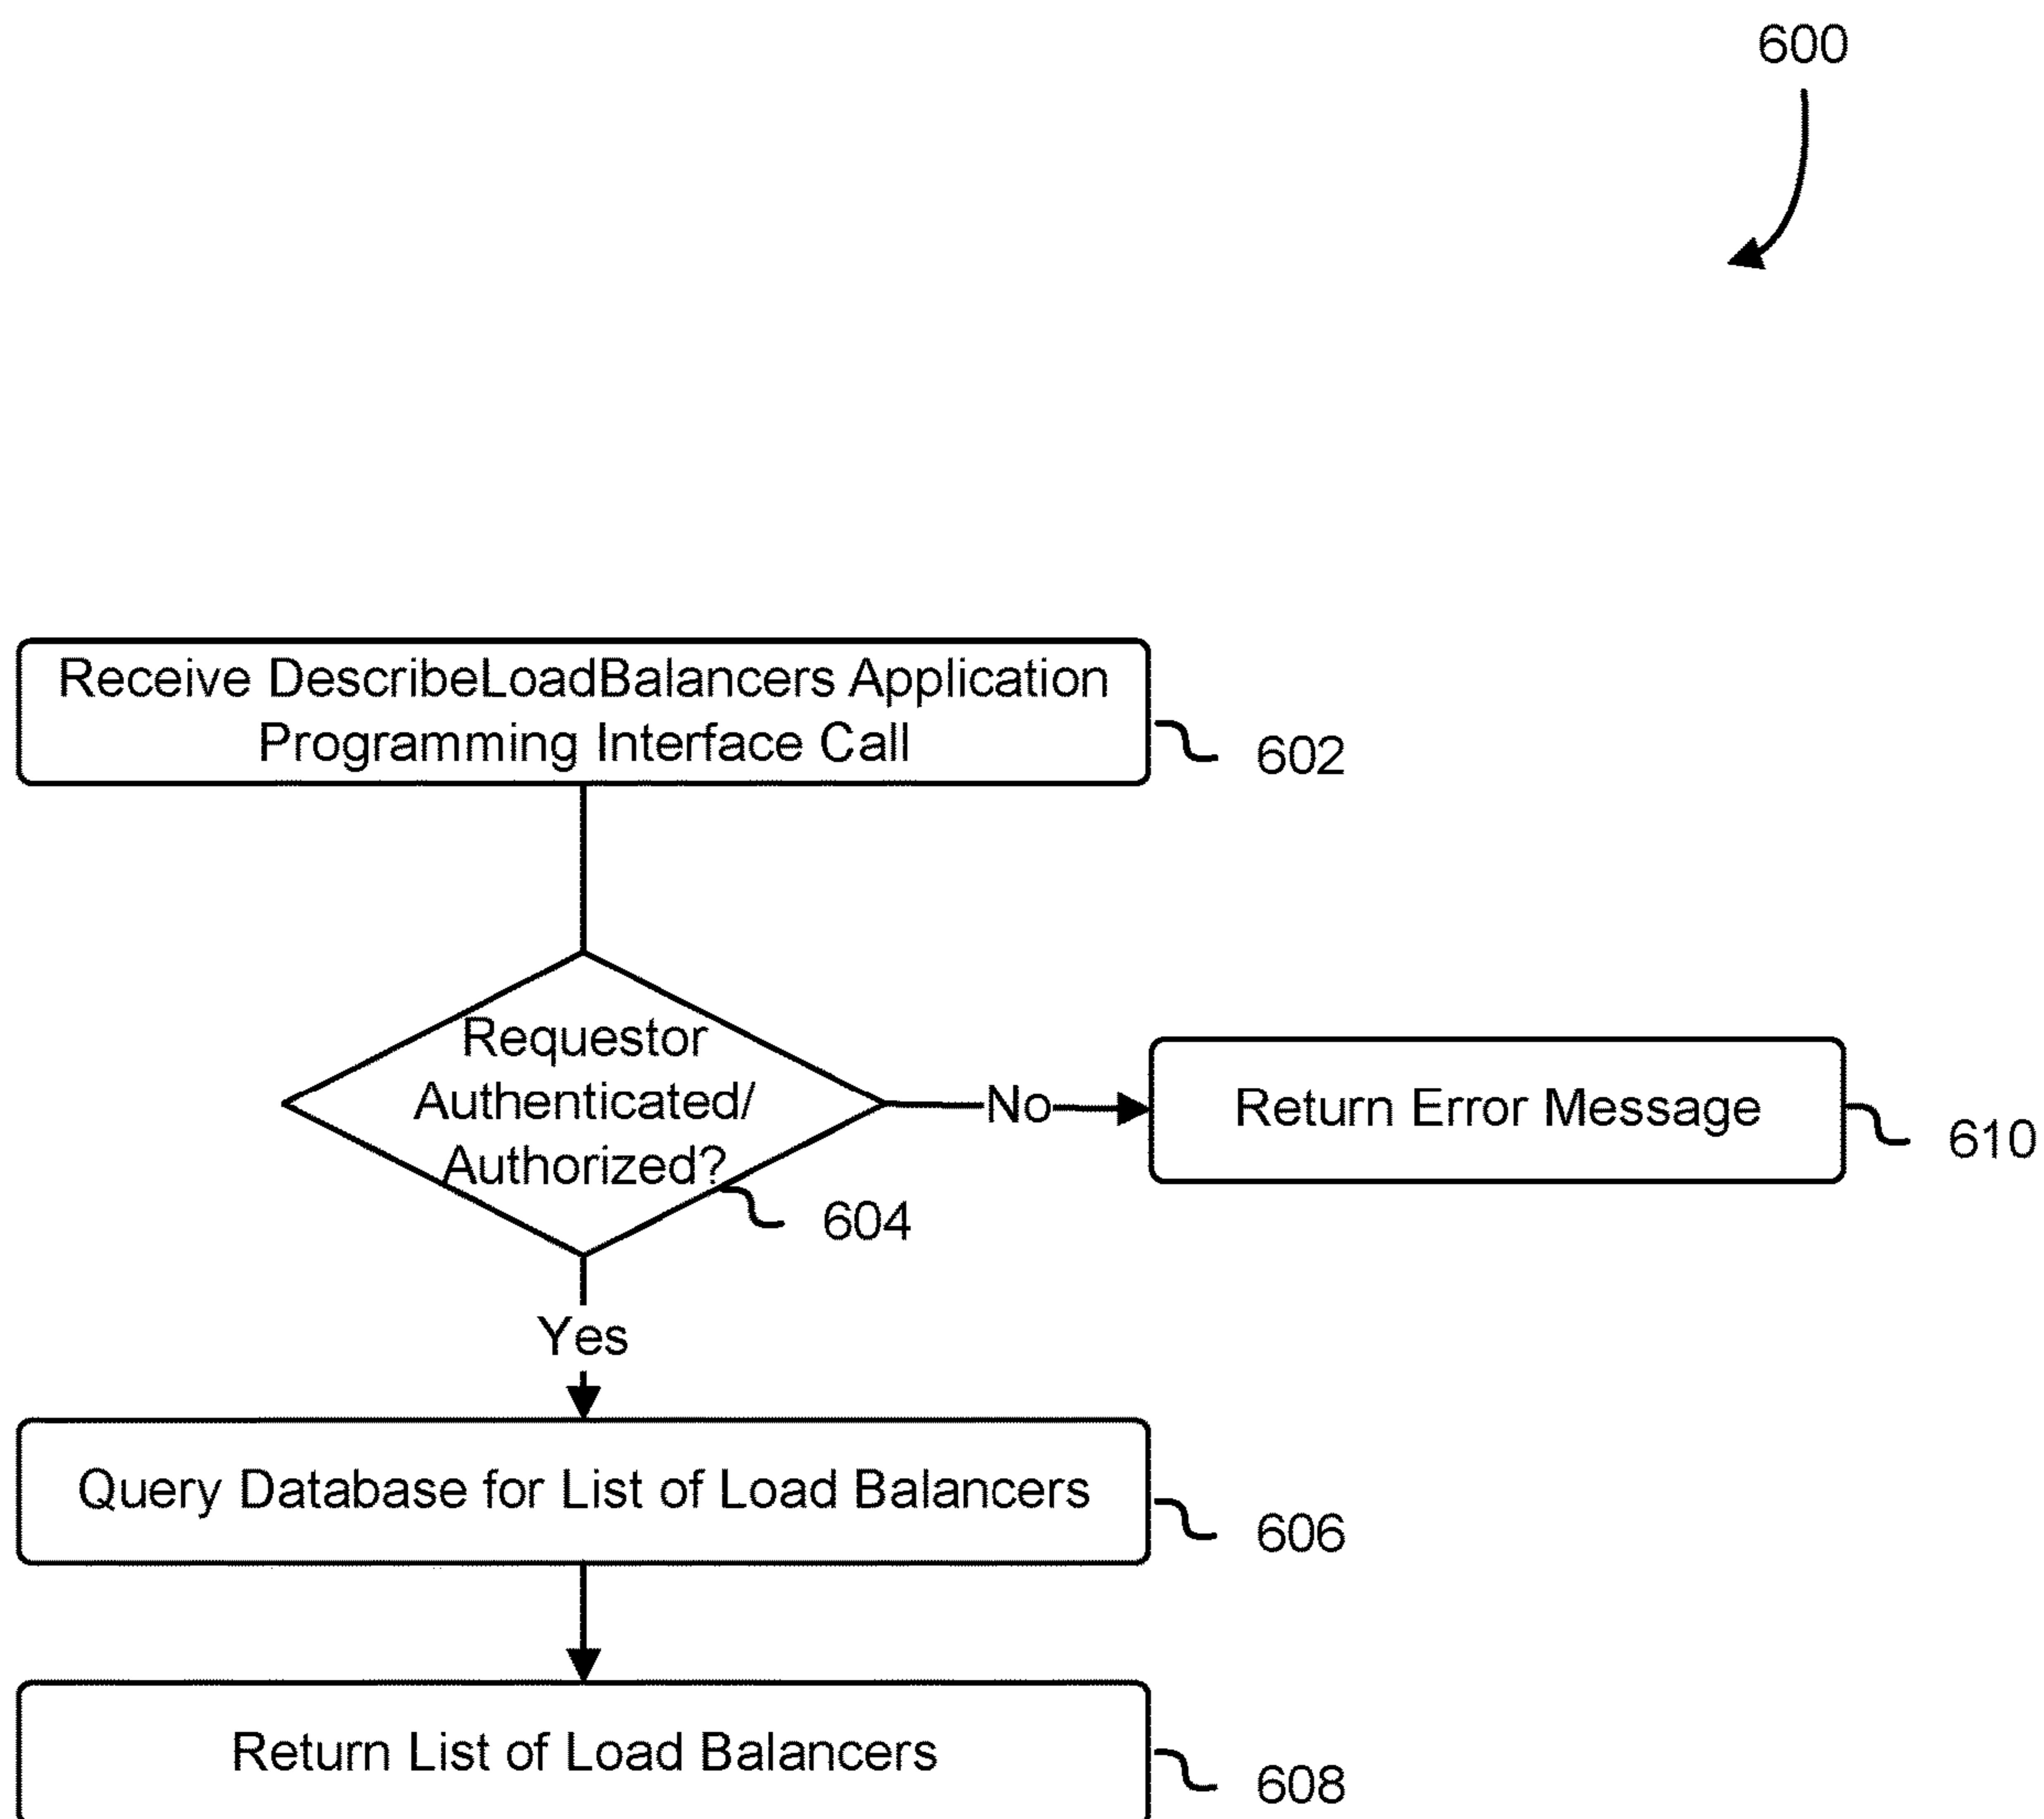 600
Receive DescribeLoadBalancers Application
Programming Interface Call
602
Requestor
Authenticated/
Authorized?
604
No
Return Error Message
610
Yes
Query Database for List of Load Balancers
606
Return List of Load Balancers
608